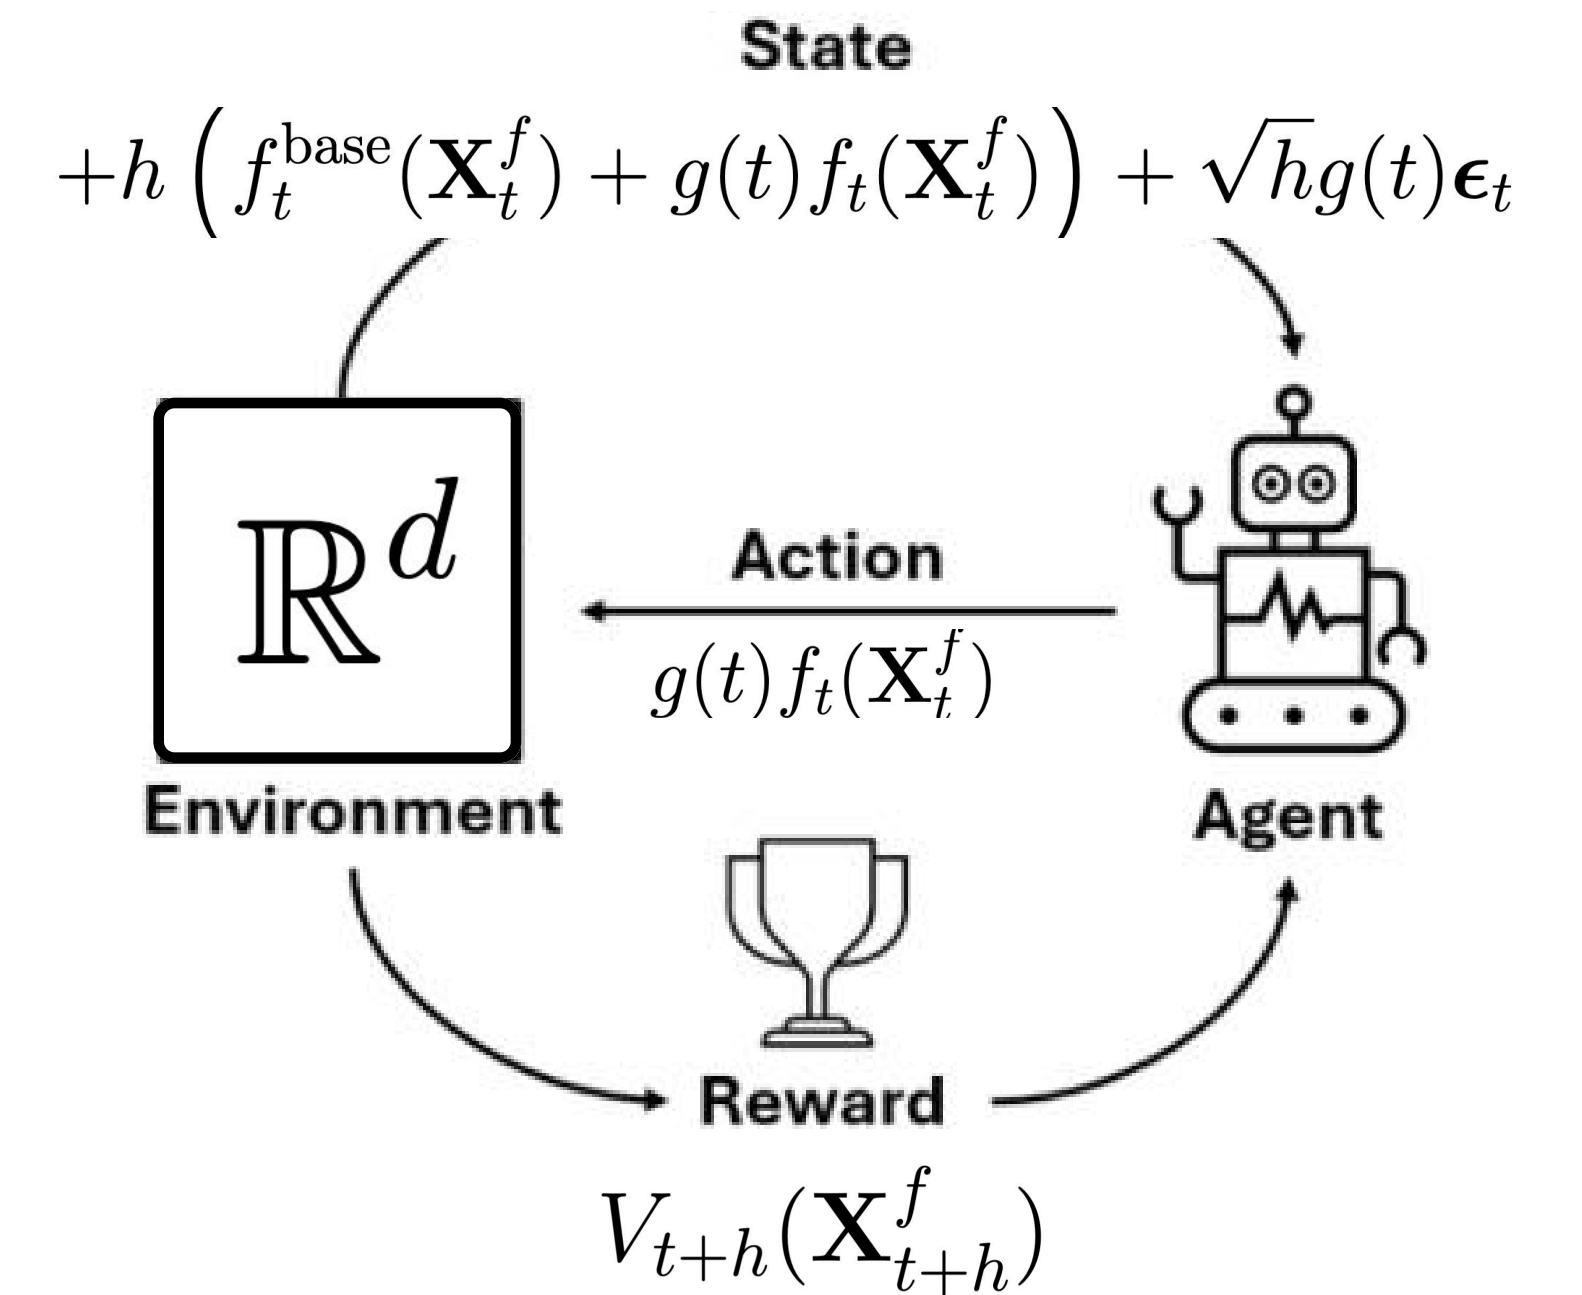 State
$+h\left(f_t^{\text{base}}(\mathbf{X}_t^f) + g(t)f_t(\mathbf{X}_t^f)\right) + \sqrt{h}g(t)\boldsymbol{\epsilon}_t$
$\mathbb{R}^d$
Action
$g(t)f_t(\mathbf{X}_t^f)$
Environment
Agent
Reward
$V_{t+h}(\mathbf{X}_{t+h}^f)$